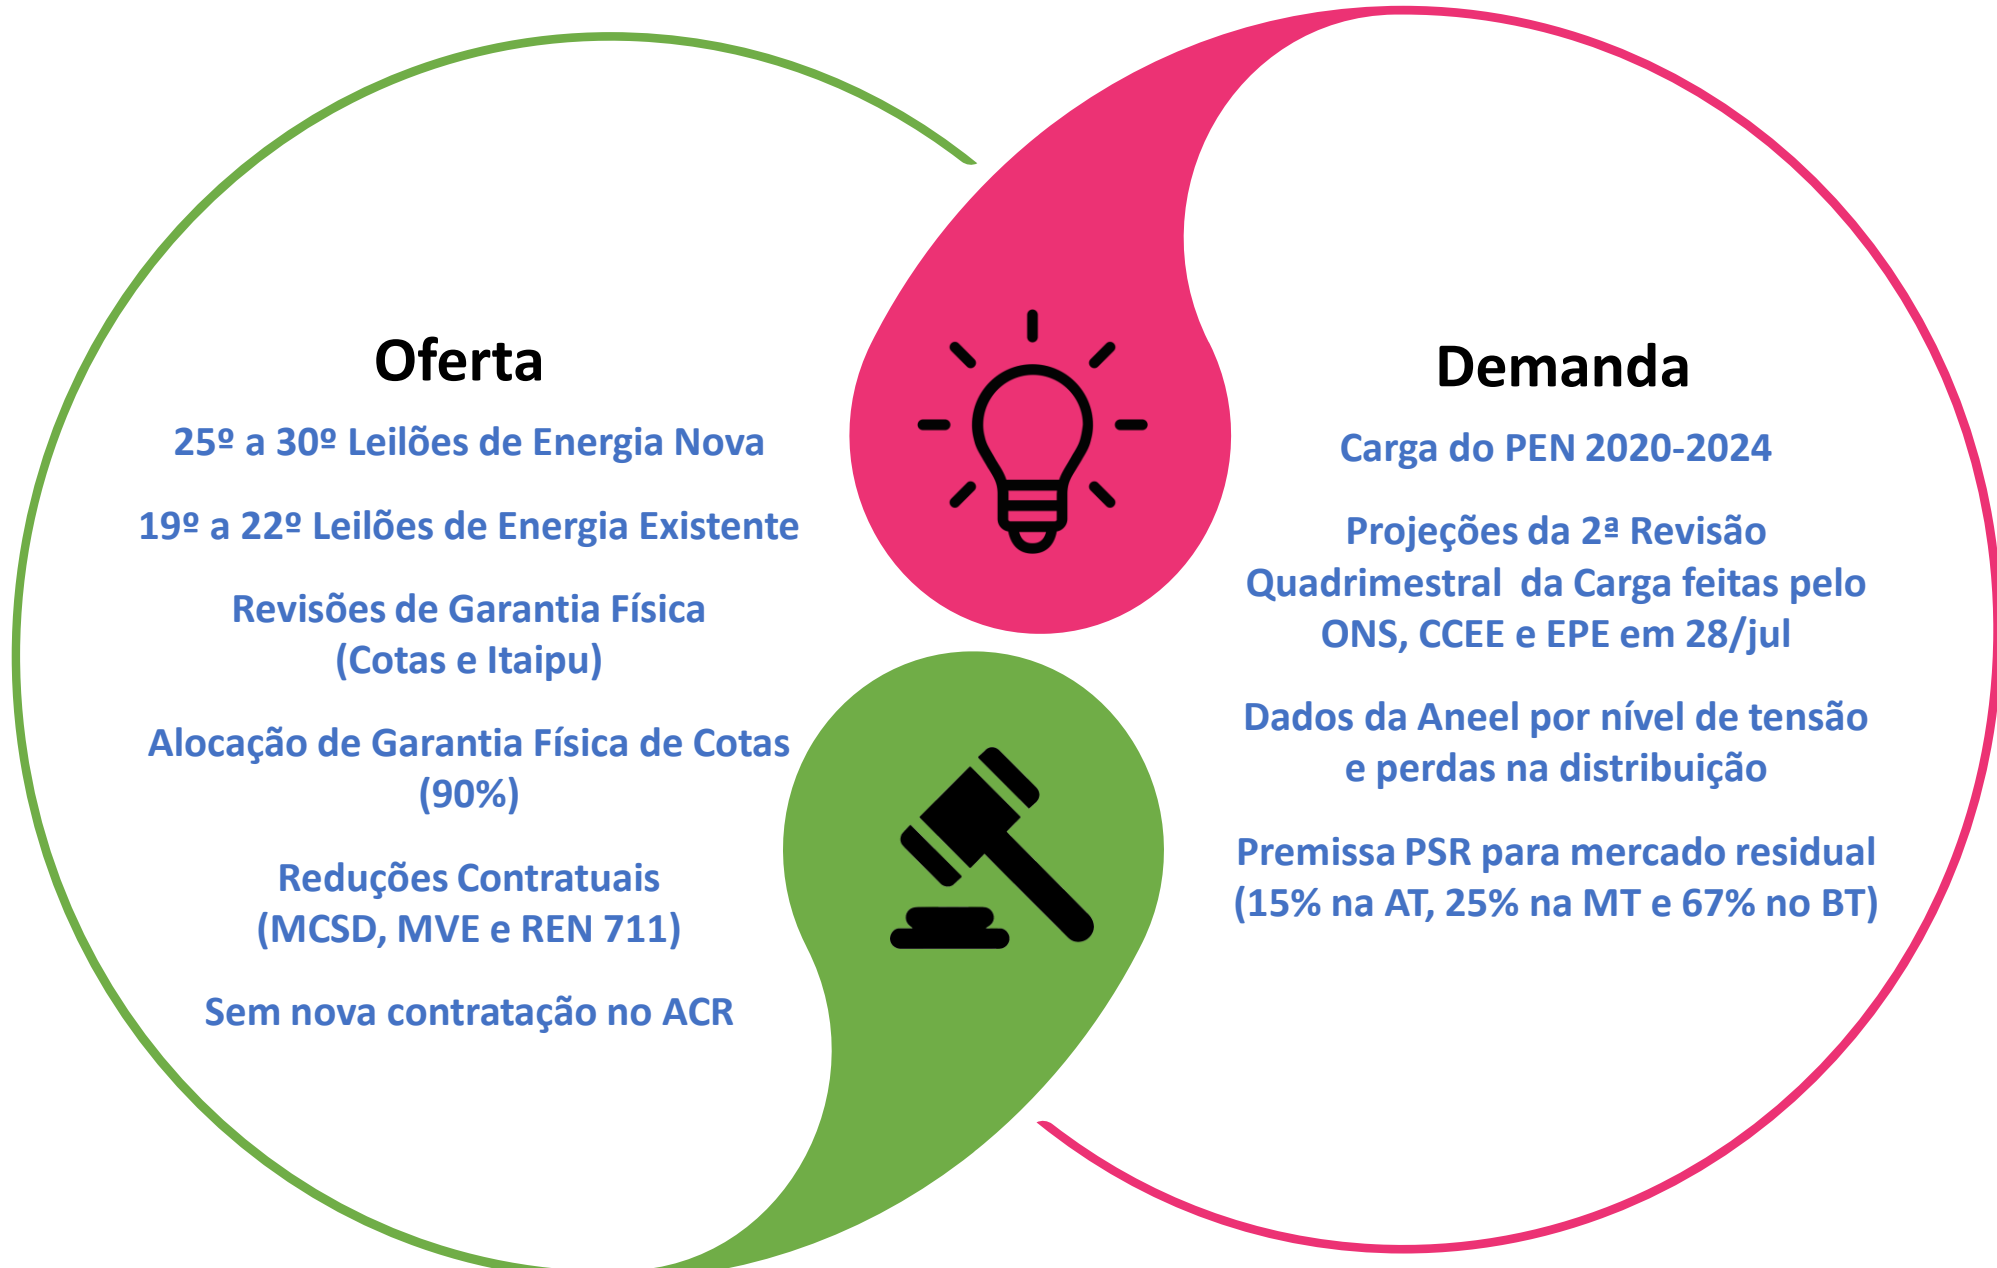 Oferta
25º a 30º Leilões de Energia Nova
19º a 22º Leilões de Energia Existente
Revisões de Garantia Física
(Cotas e Itaipu)
Alocação de Garantia Física de Cotas
(90%)
Reduções Contratuais
(MCSD, MVE e REN 711)
Sem nova contratação no ACR
Demanda
Carga do PEN 2020-2024
Projeções da 2ª Revisão
Quadrimestral da Carga feitas pelo
ONS, CCEE e EPE em 28/jul
Dados da Aneel por nível de tensão
e perdas na distribuição
Premissa PSR para mercado residual
(15% na AT, 25% na MT e 67% no BT)